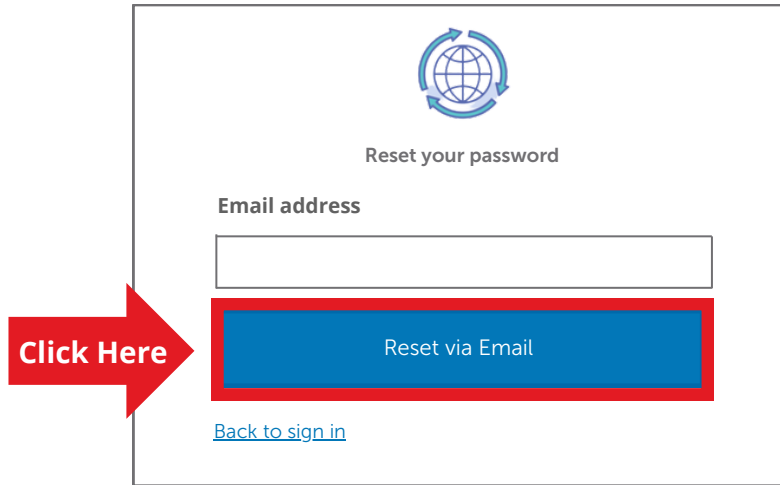 Reset your password
Email address
Click Here
Reset via Email
Back to sign in